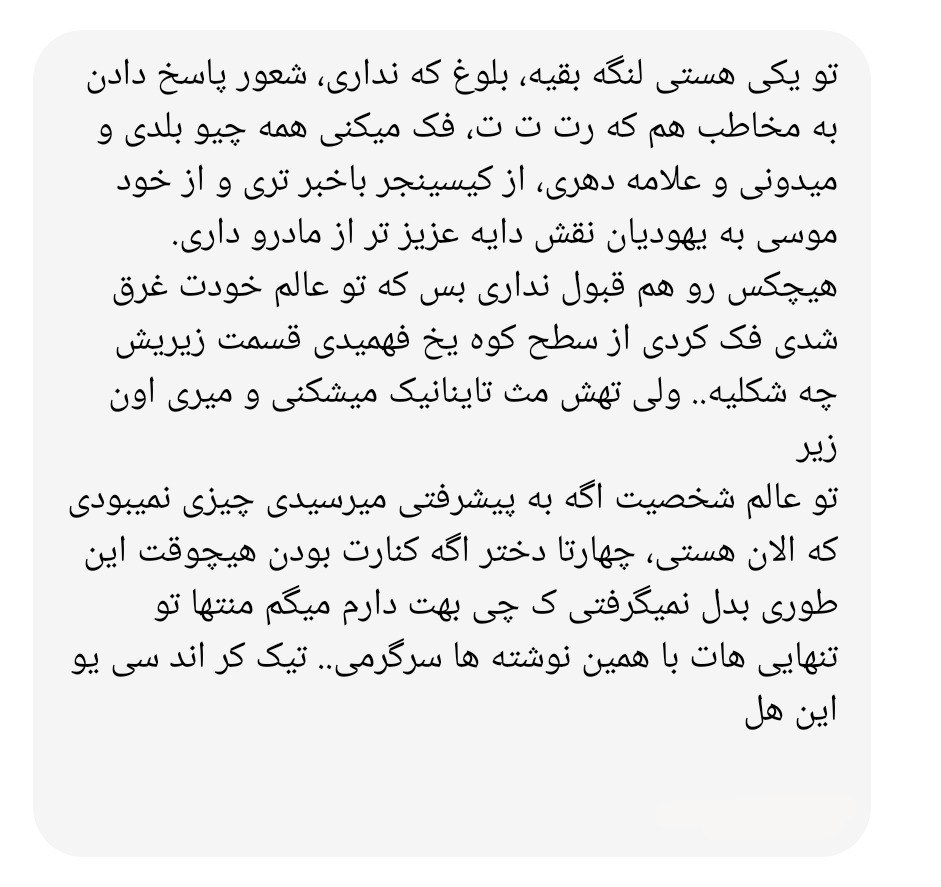 تو یکی هستی لنگه بقیه، بلوغ که نداری، شعور پاسخ دادن
به مخاطب هم که رت ت ت، فک میکنی همه چیو بلدی و
میدونی و علامه دهری، از کیسینجر باخبر تری و از خود
موسی به یهودیان نقش دایه عزیز تر از مادرو داری.
هیچکس رو هم قبول نداری بس که تو عالم خودت غرق
شدی فک کردی از سطح کوه یخ فهمیدی قسمت زیریش
چه شکلیه.. ولی تهش مث تاینانیک میشکنی و میری اون
زیر
تو عالم شخصیت اگه به پیشرفتی میرسیدی چیزی نمیبودی
که الان هستی، چهارتا دختر اگه کنارت بودن هیچوقت این
طوری بدل نمیگرفتی ک چی بهت دارم میگم منتها تو
تنهایی هات با همین نوشته ها سرگرمی.. تیک کر اند سی یو
این هل